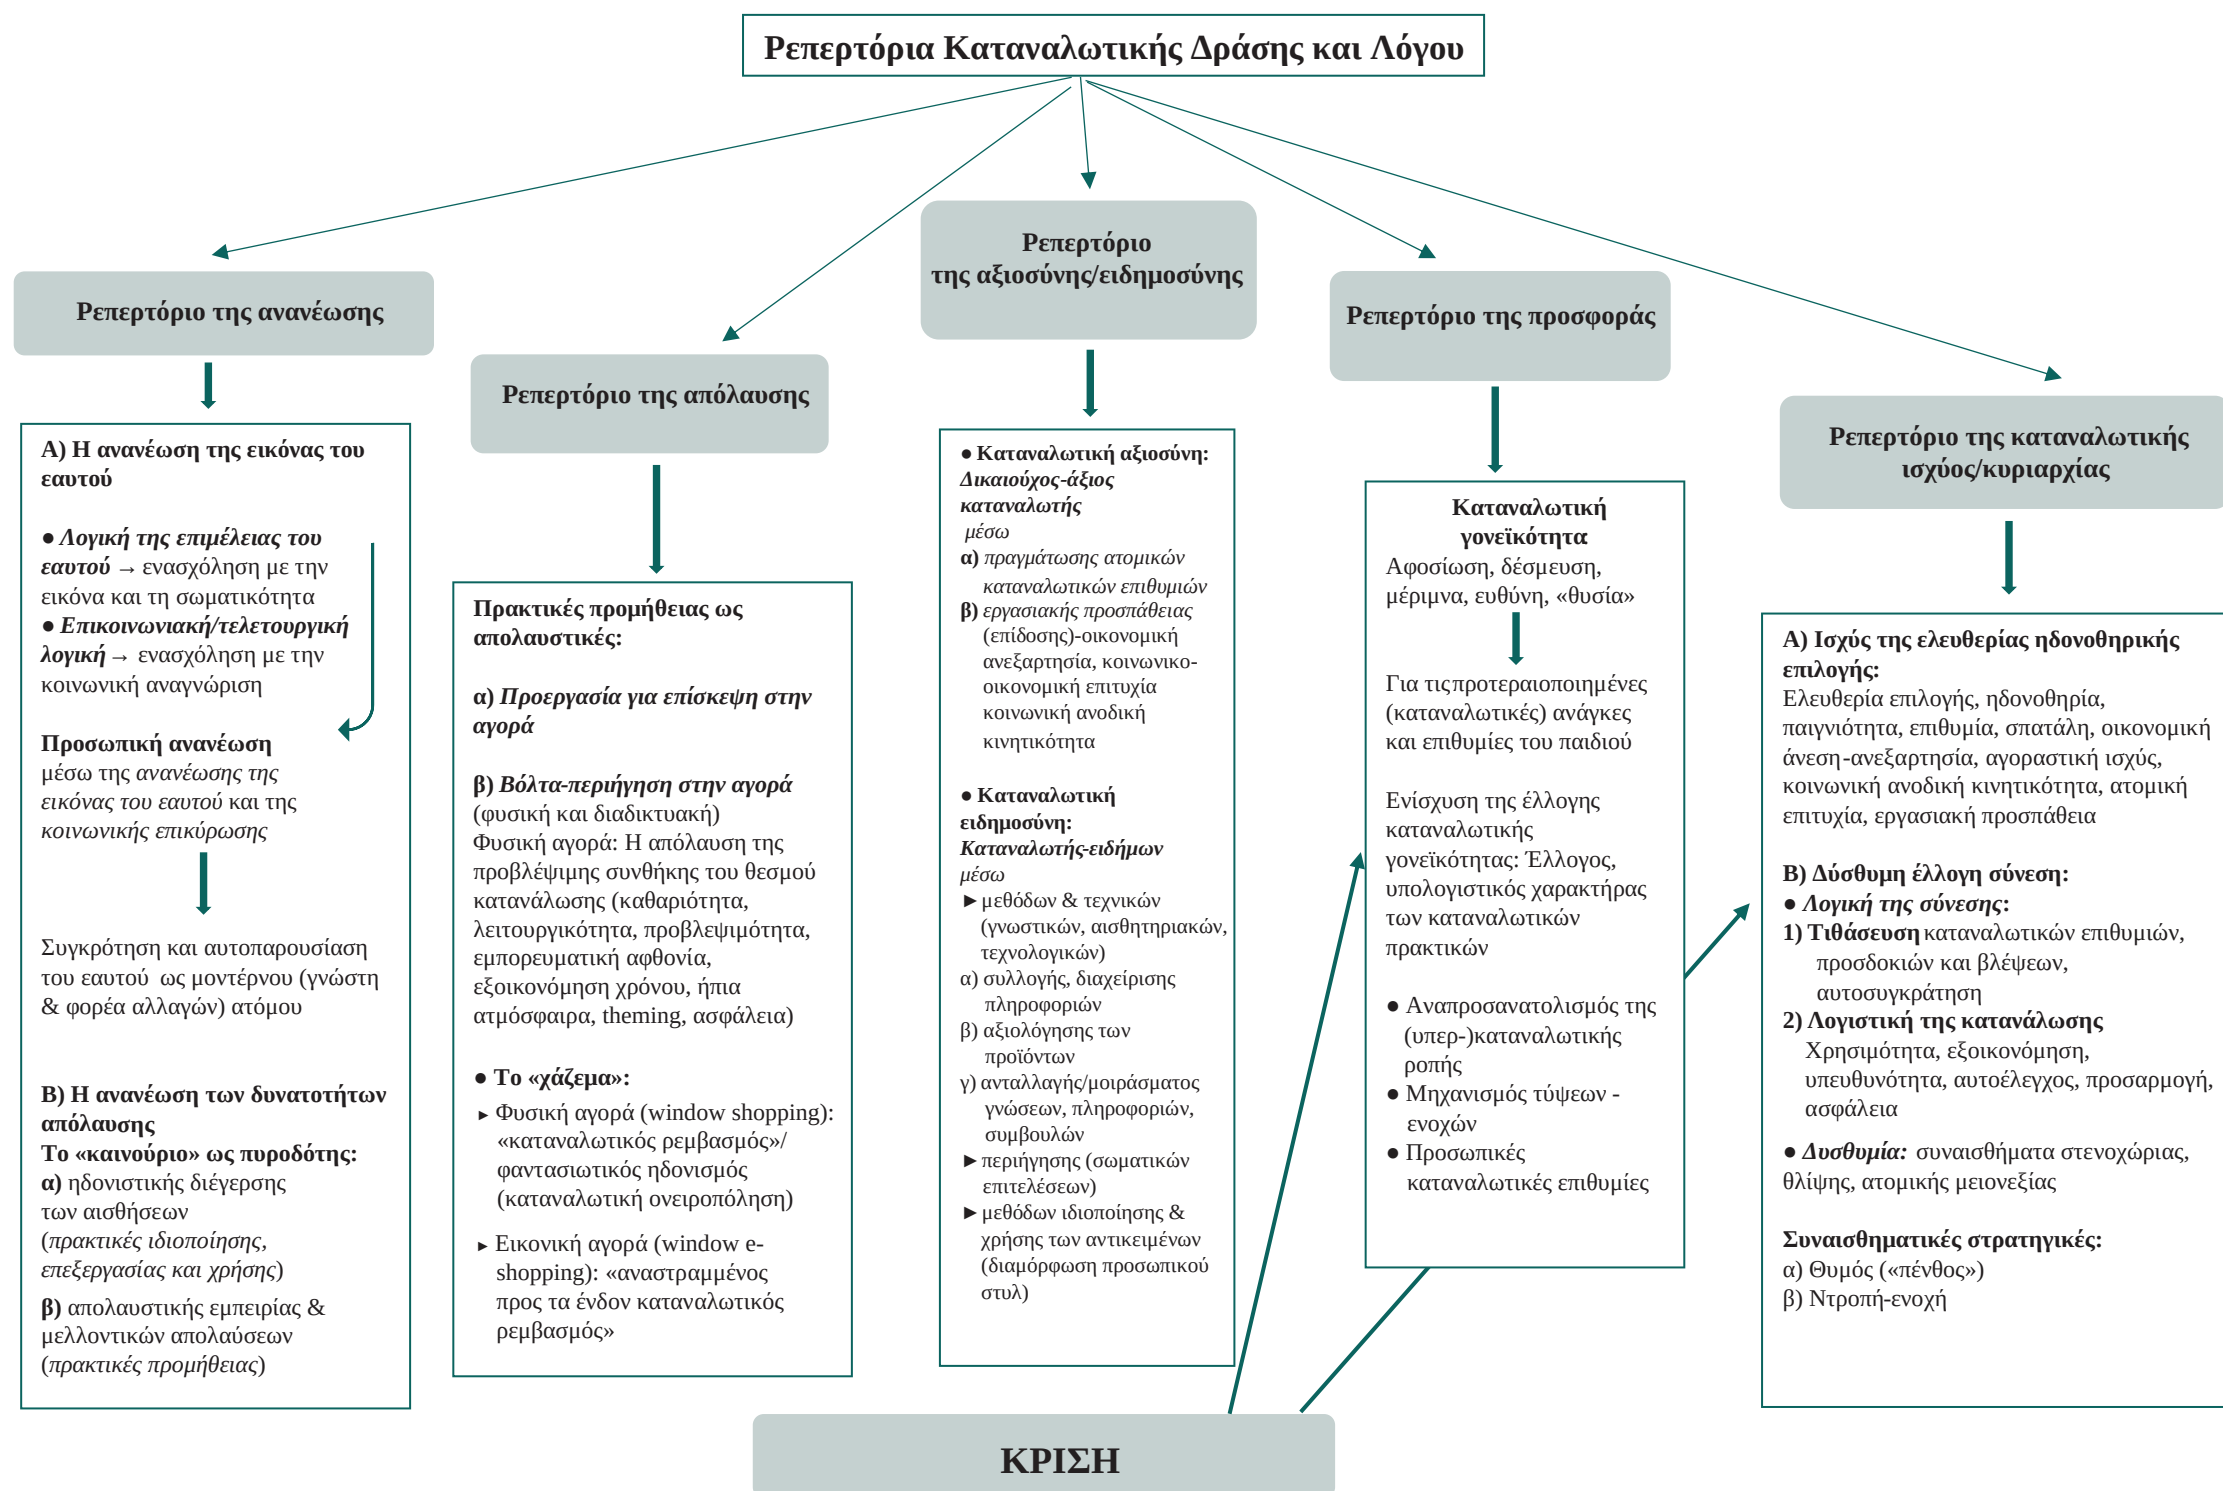 Ρεπερτόρια Καταναλωτικής Δράσης και Λόγου
Ρεπερτόριο της ανανέωσης
Α) Η ανανέωση της εικόνας του
εαυτού
● Λογική της επιμέλειας του
εαυτού → ενασχόληση με την
εικόνα και τη σωματικότητα
● Επικοινωνιακή/τελετουργική
λογική → ενασχόληση με την
κοινωνική αναγνώριση
Προσωπική ανανέωση
μέσω της ανανέωσης της
εικόνας του εαυτού και της
κοινωνικής επικύρωσης
Συγκρότηση και αυτοπαρουσίαση
του εαυτού ως μοντέρνου (γνώστη
& φορέα αλλαγών) ατόμου
Β) Η ανανέωση των δυνατοτήτων
απόλαυσης
Το «καινούριο» ως πυροδότης:
α) ηδονιστικής διέγερσης
των αισθήσεων
(πρακτικές ιδιοποίησης,
επεξεργασίας και χρήσης)
β) απολαυστικής εμπειρίας &
μελλοντικών απολαύσεων
(πρακτικές προμήθειας)
Ρεπερτόριο της απόλαυσης
Πρακτικές προμήθειας ως
απολαυστικές:
α) Προεργασία για επίσκεψη στην
αγορά
β) Βόλτα-περιήγηση στην αγορά
(φυσική και διαδικτυακή)
Φυσική αγορά: Η απόλαυση της
προβλέψιμης συνθήκης του θεσμού
κατανάλωσης (καθαριότητα,
λειτουργικότητα, προβλεψιμότητα,
εμπορευματική αφθονία,
εξοικονόμηση χρόνου, ήπια
ατμόσφαιρα, theming, ασφάλεια)
● Το «χάζεμα»:
► Φυσική αγορά (window shopping):
«καταναλωτικός ρεμβασμός»/
φαντασιωτικός ηδονισμός
(καταναλωτική ονειροπόληση)
► Εικονική αγορά (window e-
shopping): «αναστραμμένος
προς τα ένδον καταναλωτικός
ρεμβασμός»
Ρεπερτόριο
της αξιοσύνης/ειδημοσύνης
● Καταναλωτική αξιοσύνη:
Δικαιούχος-άξιος
καταναλωτής
μέσω
α) πραγμάτωσης ατομικών
καταναλωτικών επιθυμιών
β) εργασιακής προσπάθειας
(επίδοσης)-οικονομική
ανεξαρτησία, κοινωνικο-
οικονομική επιτυχία
κοινωνική ανοδική
κινητικότητα
● Καταναλωτική
ειδημοσύνη:
Καταναλωτής-ειδήμων
μέσω
► μεθόδων & τεχνικών
(γνωστικών, αισθητηριακών,
τεχνολογικών)
α) συλλογής, διαχείρισης
πληροφοριών
β) αξιολόγησης των
προϊόντων
γ) ανταλλαγής/μοιράσματος
γνώσεων, πληροφοριών,
συμβουλών
► περιήγησης (σωματικών
επιτελέσεων)
► μεθόδων ιδιοποίησης &
χρήσης των αντικειμένων
(διαμόρφωση προσωπικού
στυλ)
Ρεπερτόριο της προσφοράς
Καταναλωτική
γονεϊκότητα:
Αφοσίωση, δέσμευση,
μέριμνα, ευθύνη, «θυσία»
Για τις προτεραιοποιημένες
(καταναλωτικές) ανάγκες
και επιθυμίες του παιδιού
Ενίσχυση της έλλογης
καταναλωτικής
γονεϊκότητας: Έλλογος,
υπολογιστικός χαρακτήρας
των καταναλωτικών
πρακτικών
● Αναπροσανατολισμός της
(υπερ-)καταναλωτικής
ροπής
● Μηχανισμός τύψεων -
ενοχών
● Προσωπικές
καταναλωτικές επιθυμίες
Ρεπερτόριο της καταναλωτικής
ισχύος/κυριαρχίας
Α) Ισχύς της ελευθερίας ηδονοθηρικής
επιλογής:
Ελευθερία επιλογής, ηδονοθηρία,
παιγνιότητα, επιθυμία, σπατάλη, οικονομική
άνεση-ανεξαρτησία, αγοραστική ισχύς,
κοινωνική ανοδική κινητικότητα, ατομική
επιτυχία, εργασιακή προσπάθεια
Β) Δύσθυμη έλλογη σύνεση:
● Λογική της σύνεσης:
1) Τιθάσευση καταναλωτικών επιθυμιών,
προσδοκιών και βλέψεων,
αυτοσυγκράτηση
2) Λογιστική της κατανάλωσης
Χρησιμότητα, εξοικονόμηση,
υπευθυνότητα, αυτοέλεγχος, προσαρμογή,
ασφάλεια
● Δυσθυμία: συναισθήματα στενοχώριας,
θλίψης, ατομικής μειονεξίας
Συναισθηματικές στρατηγικές:
α) Θυμός («πένθος»)
β) Ντροπή-ενοχή
ΚΡΙΣΗ